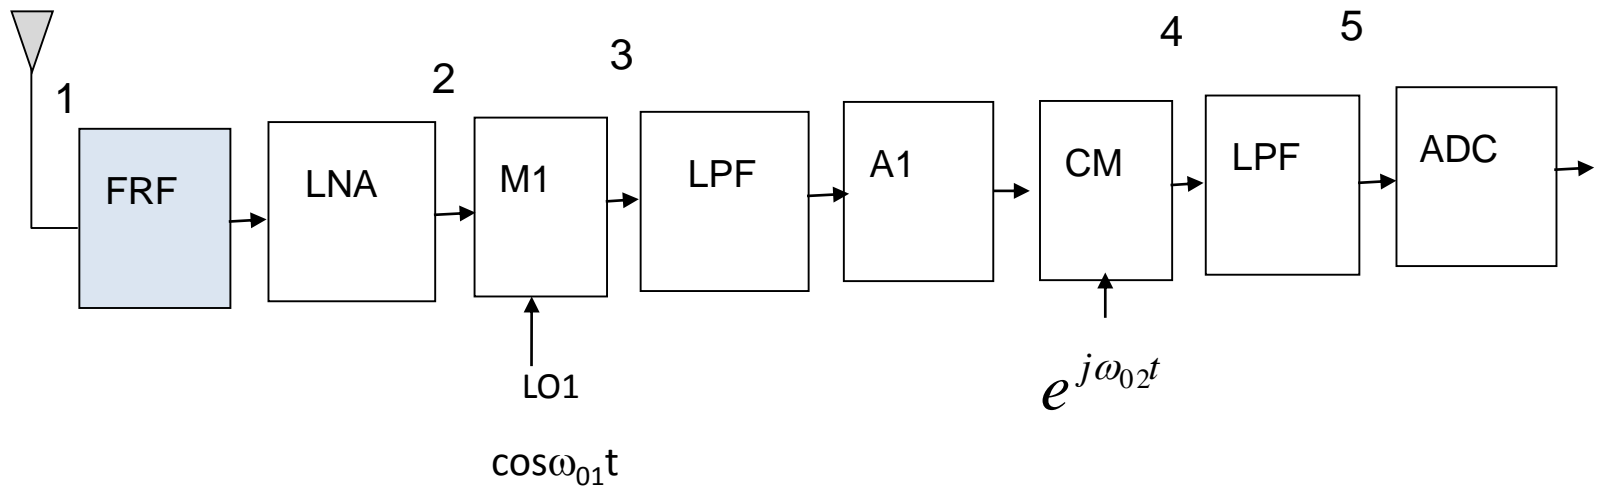 1
2
3
4
5
FRF
LNA
M1
LPF
A1
CM
LPF
ADC
LO1
cosω₀₁t
e^{jω₀₂t}